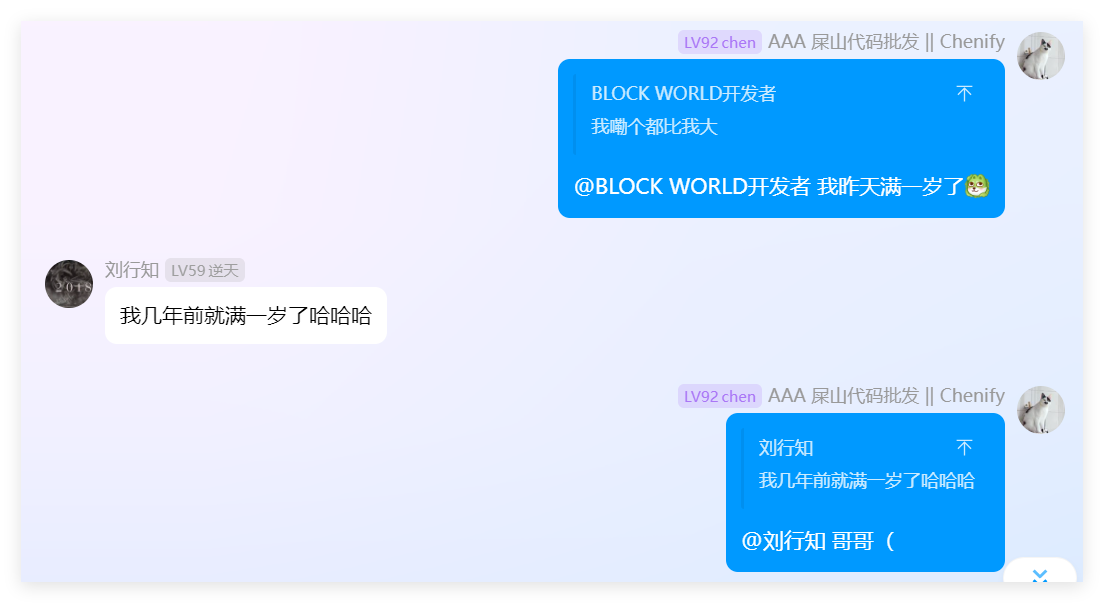 LV92 chen AAA 屎山代码批发 || Chenify
BLOCK WORLD开发者
我嘞个都比我大
@BLOCK WORLD开发者 我昨天满一岁了
刘行知 LV59 逆天
2018
我几年前就满一岁了哈哈哈
LV92 chen AAA 屎山代码批发 || Chenify
刘行知
我几年前就满一岁了哈哈哈
@刘行知 哥哥（